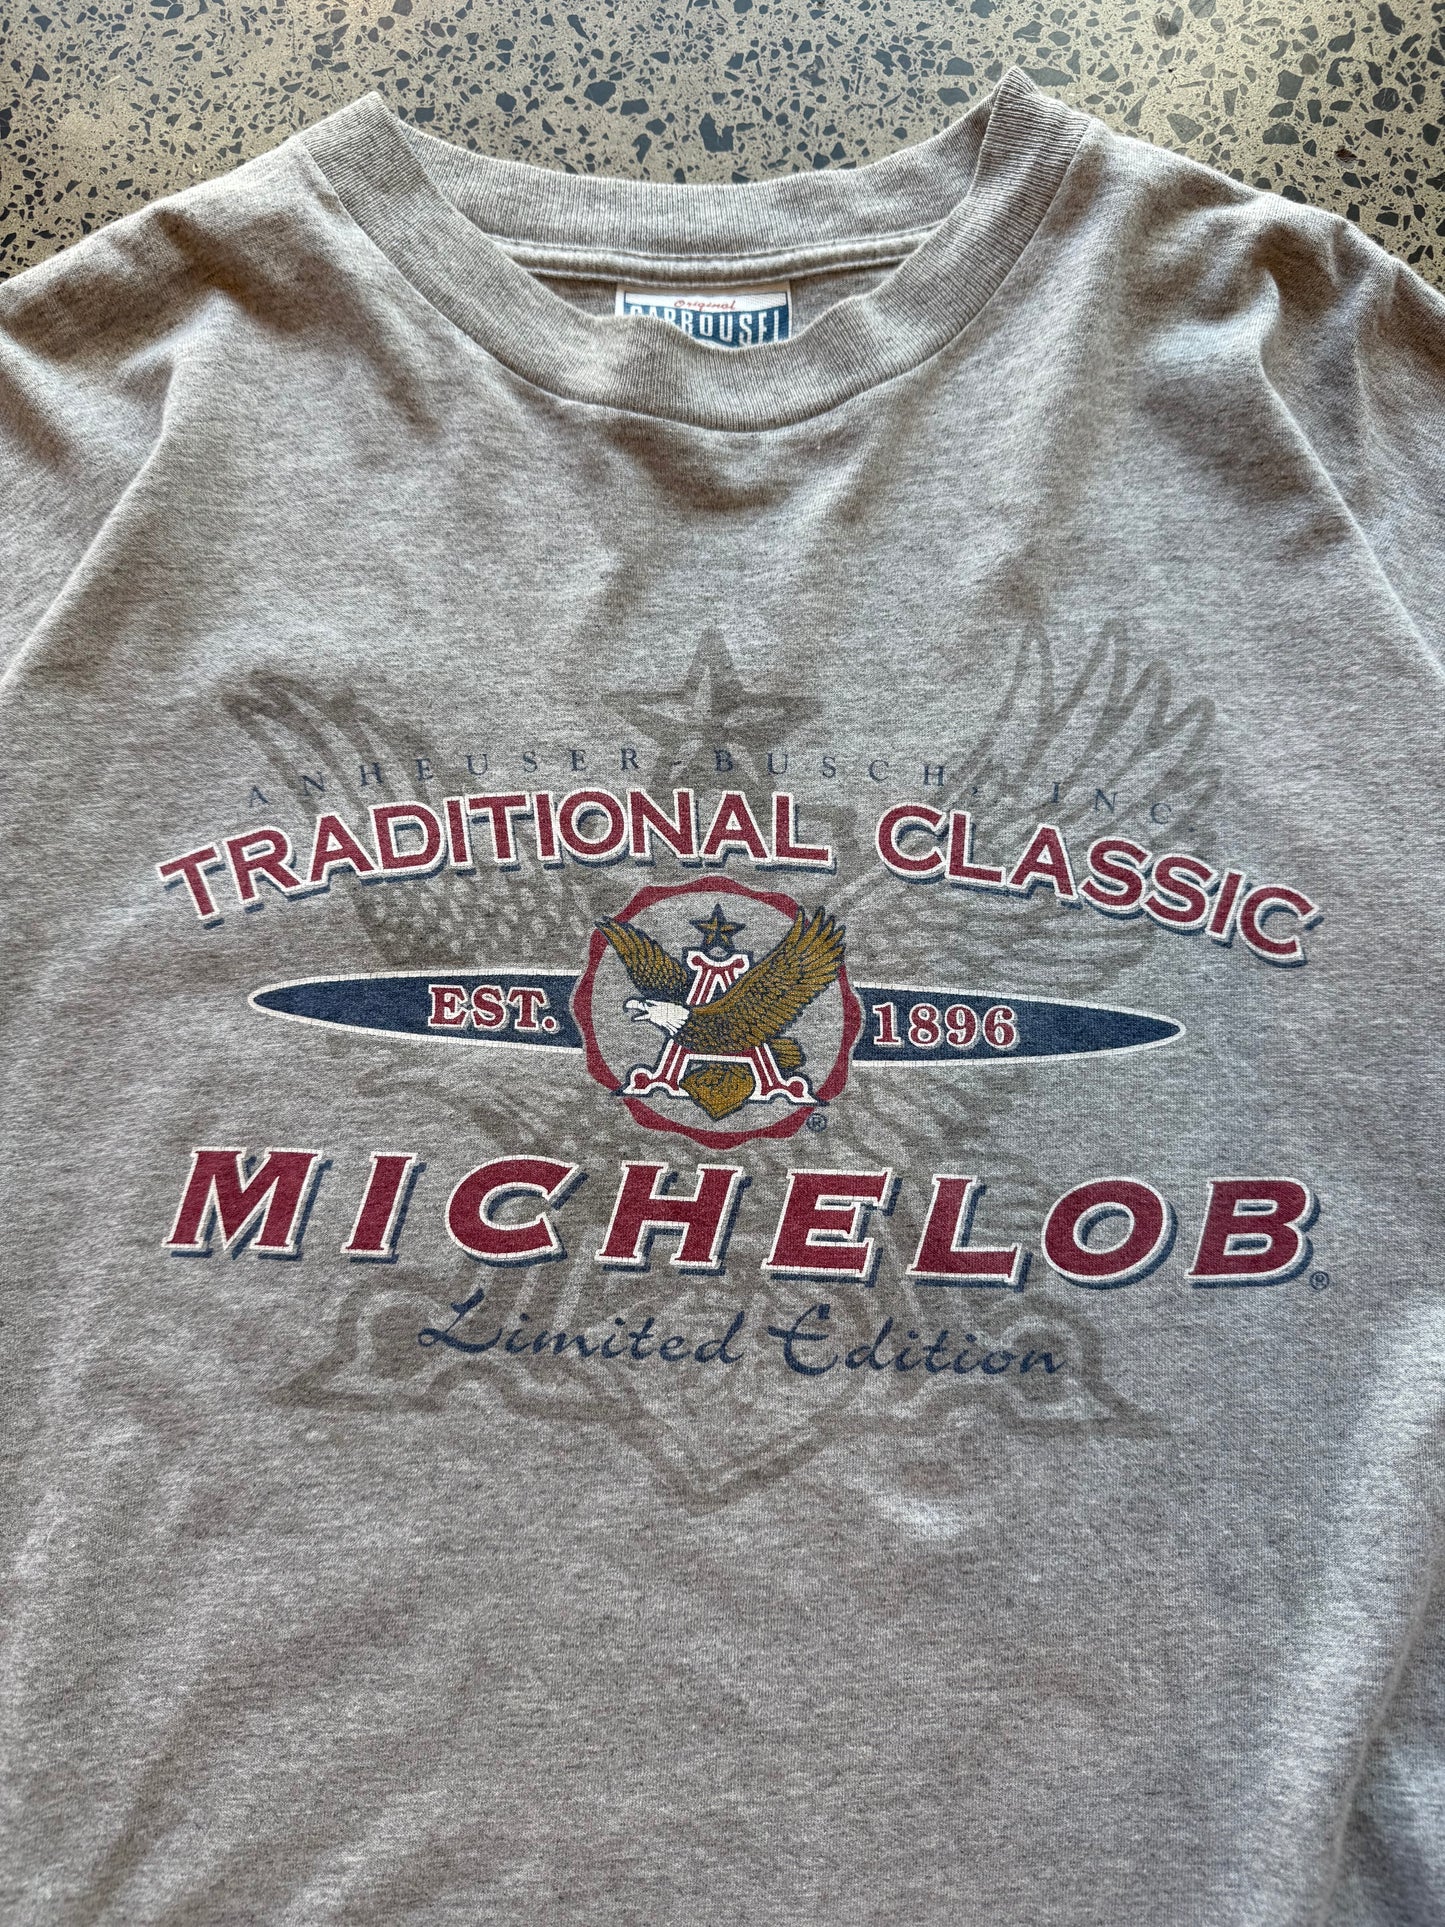 Original
CARROUSEL
ANHEUSER-BUSCH, INC.
TRADITIONAL CLASSIC
EST. A 1896
®
MICHELOB®
Limited Edition